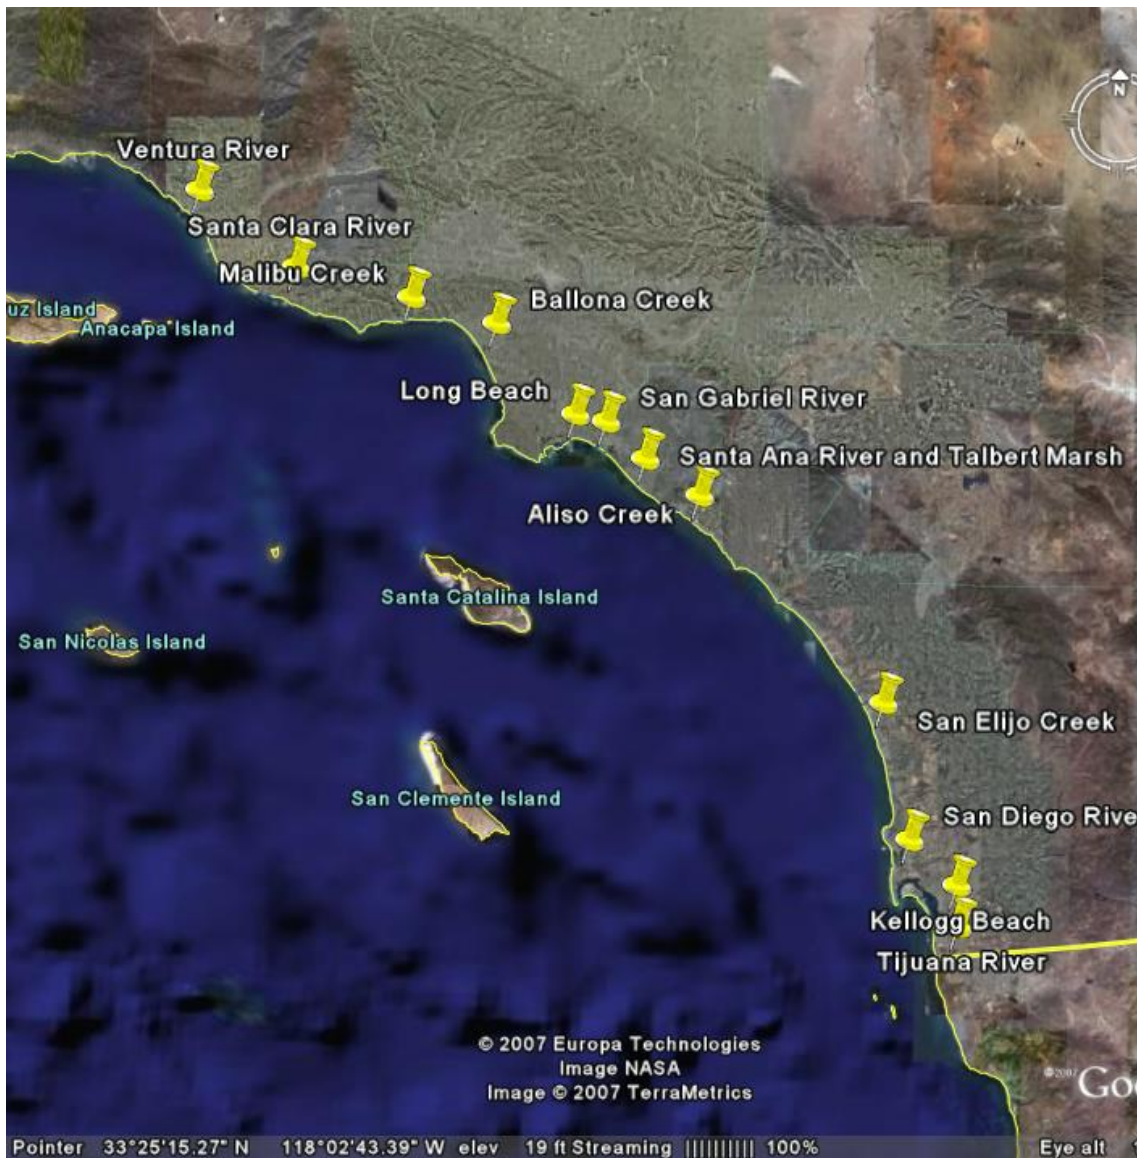 N
Ventura River
Santa Clara River
Malibu Creek
uz Island
Anacapa Island
Ballona Creek
Long Beach
San Gabriel River
Santa Ana River and Talbert Marsh
Aliso Creek
Santa Catalina Island
San Nicolas Island
San Elijo Creek
San Clemente Island
San Diego Rive
Kellogg Beach
Tijuana River
© 2007 Europa Technologies
Image NASA
Image © 2007 TerraMetrics
©2007 Goo
Pointer 33°25'15.27" N 118°02'43.39" W elev 19 ft Streaming |||||||||| 100% Eye alt